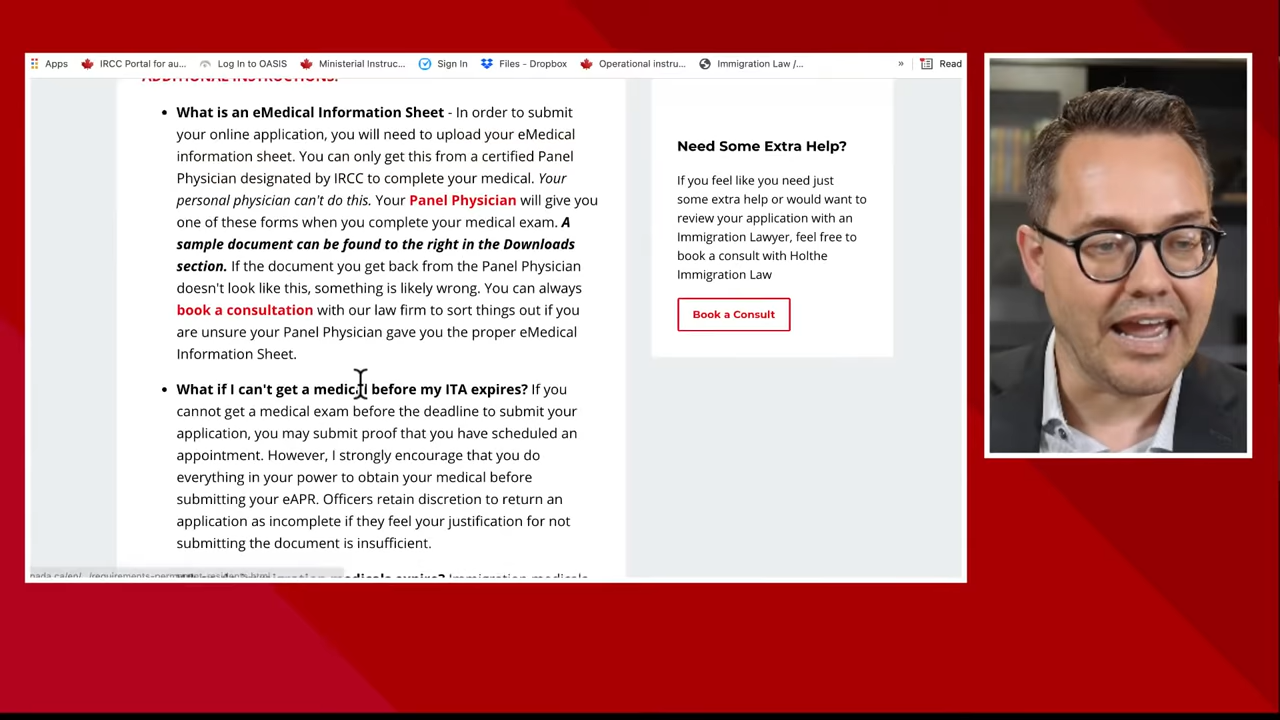 Apps IRCC Portal for au... Log In to OASIS Ministerial Instruc... Sign In Files - Dropbox Operational instru... Immigration Law /... » Read
ADDITIONAL INSTRUCTIONS:
• What is an eMedical Information Sheet - In order to submit
your online application, you will need to upload your eMedical
information sheet. You can only get this from a certified Panel
Physician designated by IRCC to complete your medical. Your
personal physician can't do this. Your Panel Physician will give you
one of these forms when you complete your medical exam. A
sample document can be found to the right in the Downloads
section. If the document you get back from the Panel Physician
doesn't look like this, something is likely wrong. You can always
book a consultation with our law firm to sort things out if you
are unsure your Panel Physician gave you the proper eMedical
Information Sheet.
• What if I can't get a medical before my ITA expires? If you
cannot get a medical exam before the deadline to submit your
application, you may submit proof that you have scheduled an
appointment. However, I strongly encourage that you do
everything in your power to obtain your medical before
submitting your eAPR. Officers retain discretion to return an
application as incomplete if they feel your justification for not
submitting the document is insufficient.
medicals expire? Immigration medicals
Need Some Extra Help?
If you feel like you need just
some extra help or would want to
review your application with an
Immigration Lawyer, feel free to
book a consult with Holthe
Immigration Law
Book a Consult